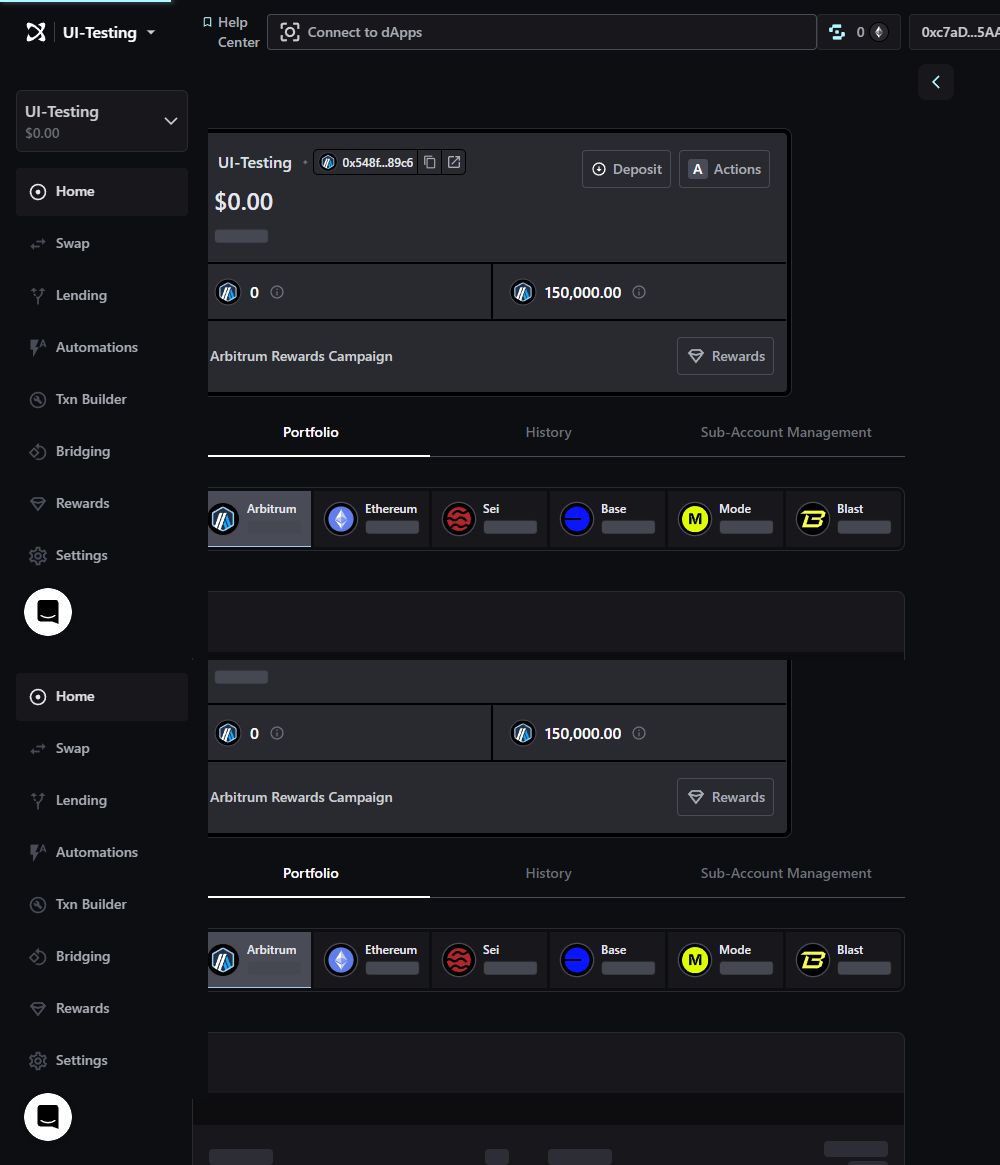 UI-Testing
Help
Center
Connect to dApps
0
0xc7aD...5AA
UI-Testing
$0.00
Home
Swap
Lending
Automations
Txn Builder
Bridging
Rewards
Settings
UI-Testing
0x548f...89c6
Deposit
A Actions
$0.00
0
150,000.00
Arbitrum Rewards Campaign
Rewards
Portfolio
History
Sub-Account Management
Arbitrum
Ethereum
Sei
Base
M Mode
Blast
Home
Swap
Lending
Automations
Txn Builder
Bridging
Rewards
Settings
0
150,000.00
Arbitrum Rewards Campaign
Rewards
Portfolio
History
Sub-Account Management
Arbitrum
Ethereum
Sei
Base
M Mode
Blast